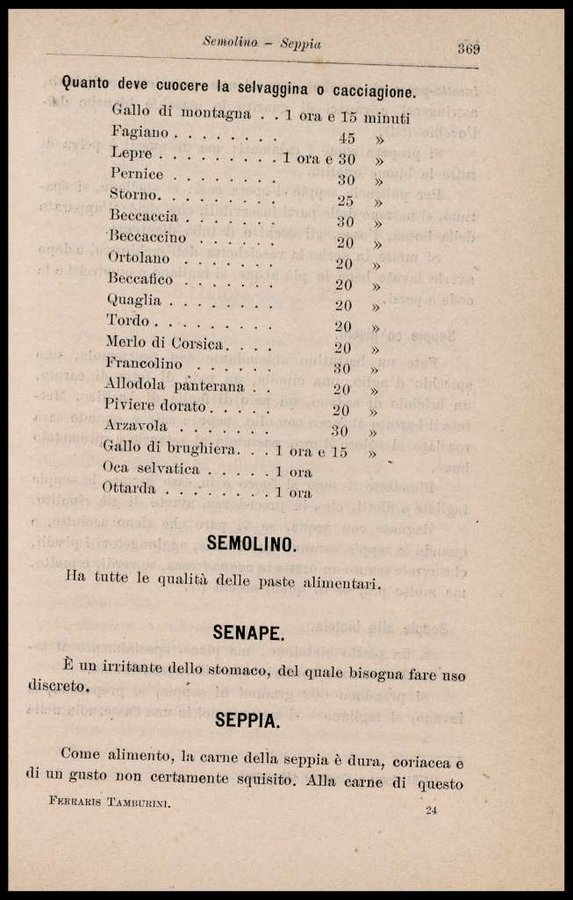 Semolino – Seppia
369
Quanto deve cuocere la selvaggina o cacciagione.
Gallo di montagna . . 1 ora e 15 minuti
Fagiano . . . . . . . . 45 »
Lepre . . . . . . . . . 1 ora e 30 »
Pernice . . . . . . . . 30 »
Storno. . . . . . . . . 25 »
Beccaccia . . . . . . . 30 »
Beccaccino . . . . . . 20 »
Ortolano . . . . . . . 20 »
Beccafico . . . . . . . 20 »
Quaglia . . . . . . . . 20 »
Tordo . . . . . . . . . 20 »
Merlo di Corsica. . . . 20 »
Francolino . . . . . . 30 »
Allodola panterana . . 20 »
Piviere dorato . . . . . 20 »
Arzavola . . . . . . . 30 »
Gallo di brughiera. . . 1 ora e 15 »
Oca selvatica . . . . . 1 ora
Ottarda . . . . . . . . 1 ora
SEMOLINO.
Ha tutte le qualità delle paste alimentari.
SENAPE.
È un irritante dello stomaco, del quale bisogna fare uso
discreto.
SEPPIA.
Come alimento, la carne della seppia è dura, coriacea e
di un gusto non certamente squisito. Alla carne di questo
FERRARIS TAMBURINI.
24